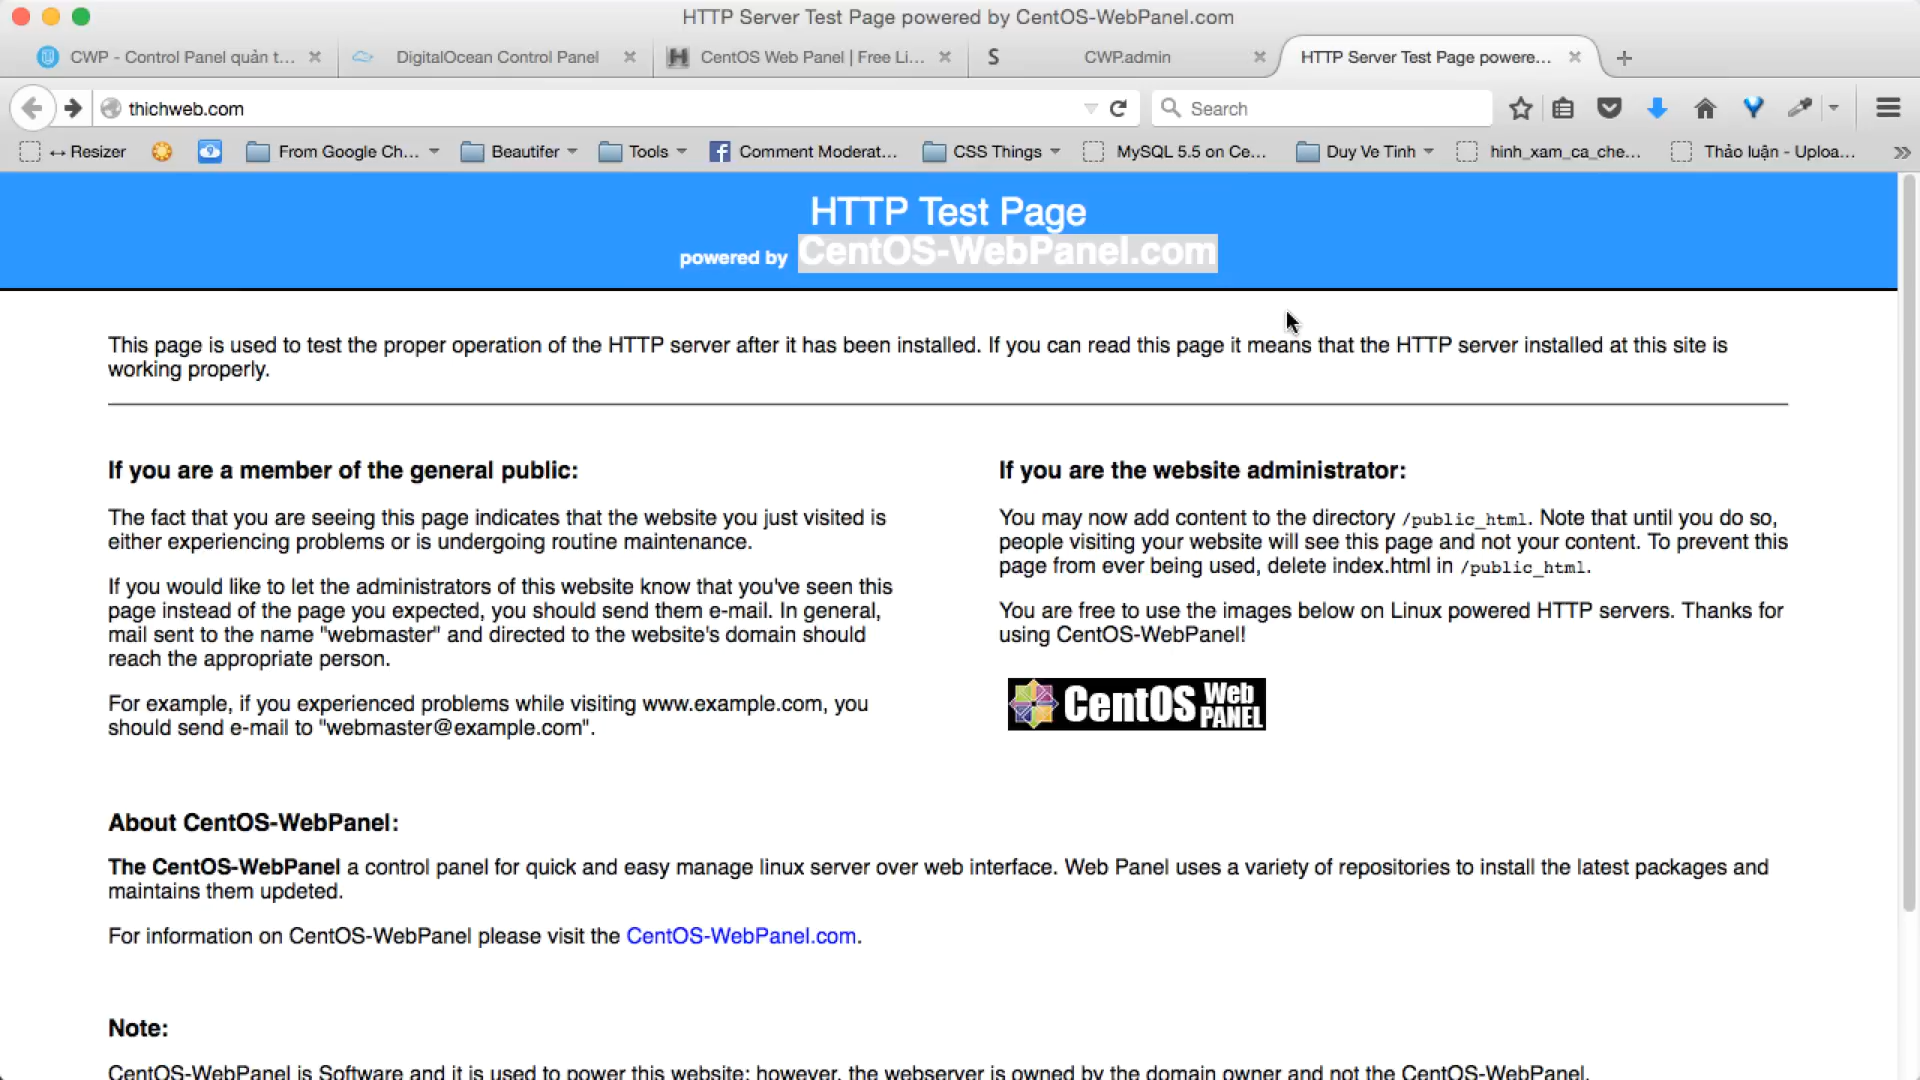 HTTP Server Test Page powered by CentOS-WebPanel.com
CWP - Control Panel quản t...
DigitalOcean Control Panel
CentOS Web Panel | Free Li...
S CWP.admin
HTTP Server Test Page powere...
thichweb.com
Search
↔ Resizer
From Google Ch...
Beautifer
Tools
Comment Moderat...
CSS Things
MySQL 5.5 on Ce...
Duy Ve Tinh
hinh_xam_ca_che...
Thảo luận - Uploa...
HTTP Test Page
powered by CentOS-WebPanel.com
This page is used to test the proper operation of the HTTP server after it has been installed. If you can read this page it means that the HTTP server installed at this site is
working properly.
If you are a member of the general public:
The fact that you are seeing this page indicates that the website you just visited is
either experiencing problems or is undergoing routine maintenance.
If you would like to let the administrators of this website know that you've seen this
page instead of the page you expected, you should send them e-mail. In general,
mail sent to the name "webmaster" and directed to the website's domain should
reach the appropriate person.
For example, if you experienced problems while visiting www.example.com, you
should send e-mail to "webmaster@example.com".
If you are the website administrator:
You may now add content to the directory /public_html. Note that until you do so,
people visiting your website will see this page and not your content. To prevent this
page from ever being used, delete index.html in /public_html.
You are free to use the images below on Linux powered HTTP servers. Thanks for
using CentOS-WebPanel!
CentOS Web PANEL
About CentOS-WebPanel:
The CentOS-WebPanel a control panel for quick and easy manage linux server over web interface. Web Panel uses a variety of repositories to install the latest packages and
maintains them updeted.
For information on CentOS-WebPanel please visit the CentOS-WebPanel.com.
Note:
CentOS-WebPanel is Software and it is used to power this website; however, the webserver is owned by the domain owner and not the CentOS-WebPanel.